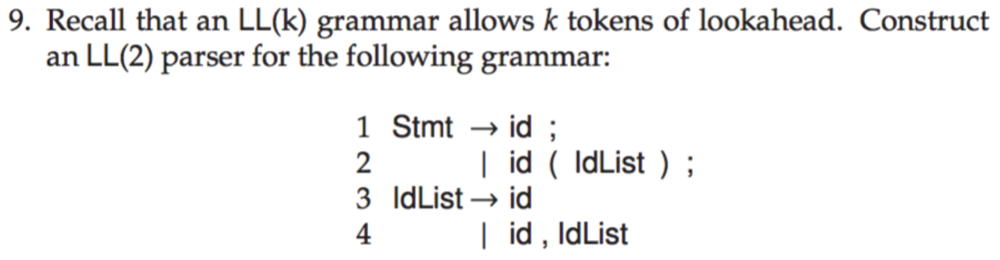 9. Recall that an LL(k) grammar allows k tokens of lookahead. Construct
an LL(2) parser for the following grammar:
1 Stmt → id ;
2 | id ( IdList ) ;
3 IdList → id
4 | id , IdList